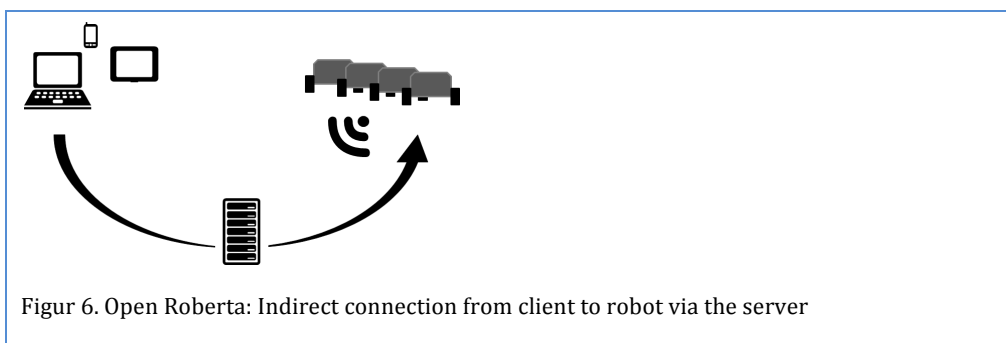 Figur 6. Open Roberta: Indirect connection from client to robot via the server